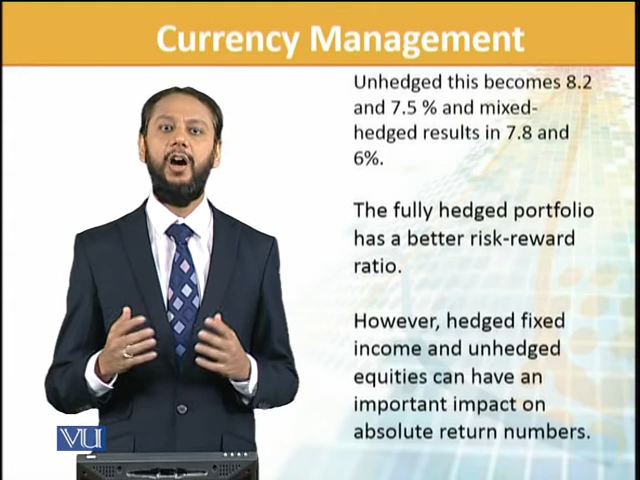 Currency Management
Unhedged this becomes 8.2
and 7.5 % and mixed-
hedged results in 7.8 and
6%.
The fully hedged portfolio
has a better risk-reward
ratio.
However, hedged fixed
income and unhedged
equities can have an
important impact on
absolute return numbers.
VU